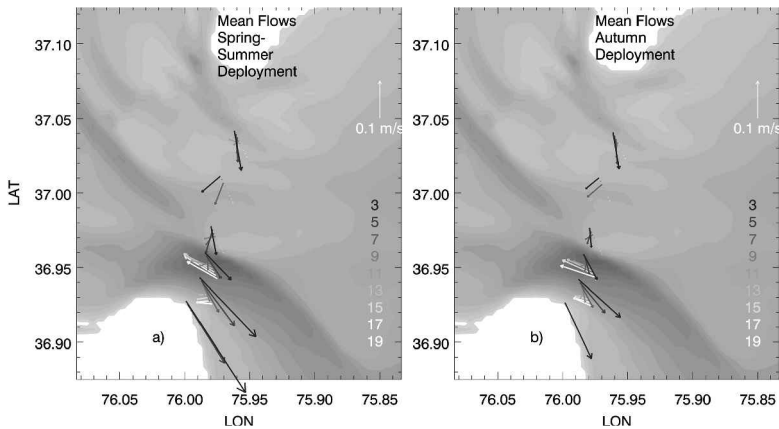 Mean Flows
Spring-
Summer
Deployment
37.10
37.05
37.00
36.95
36.90
LAT
0.1 m/s
3
5
7
9
11
13
15
17
19
a)
76.05 76.00 75.95 75.90 75.85
LON
Mean Flows
Autumn
Deployment
37.10
37.05
37.00
36.95
36.90
0.1 m/s
3
5
7
9
11
13
15
17
19
b)
76.05 76.00 75.95 75.90 75.85
LON